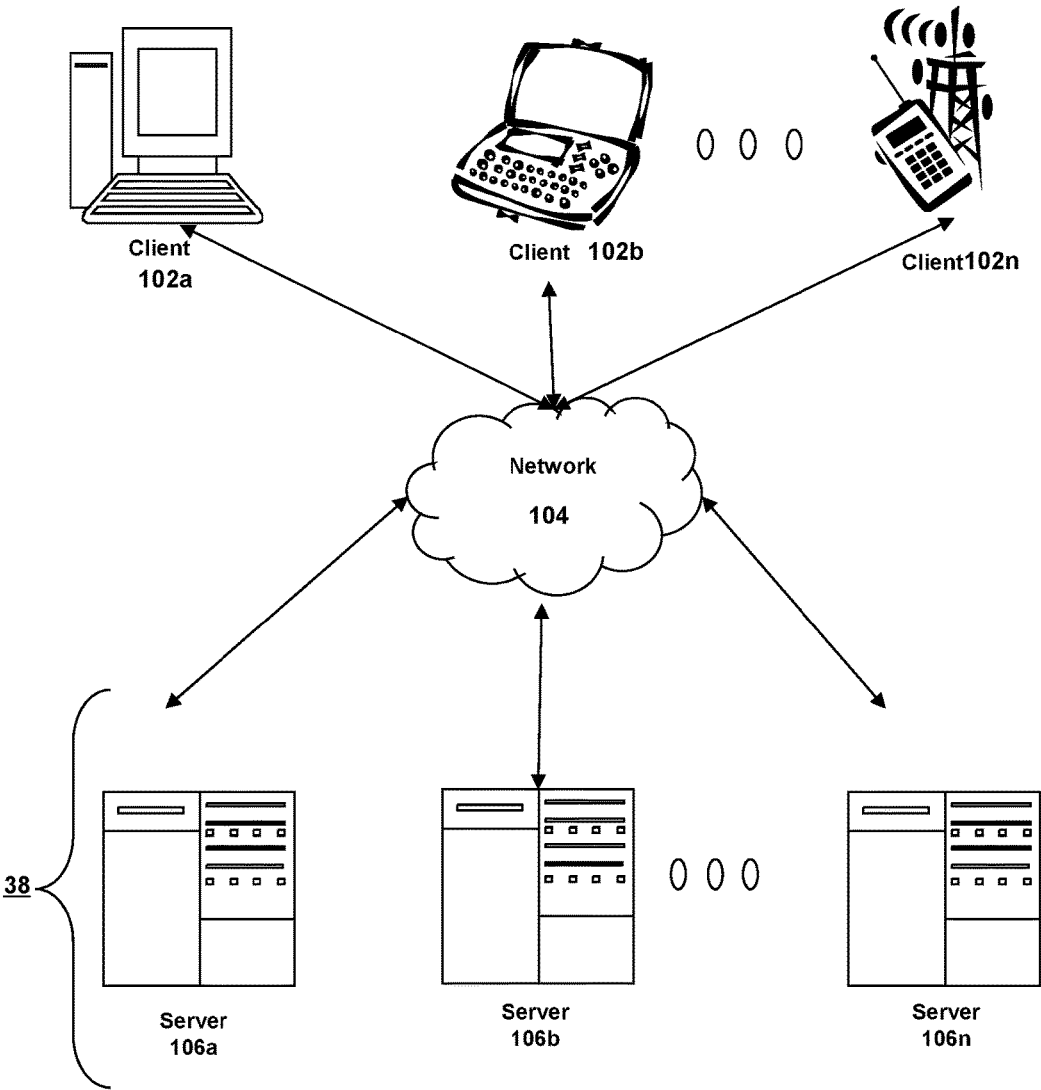 Client
102a
Client 102b
Client102n
Network
104
38
Server
106a
Server
106b
Server
106n